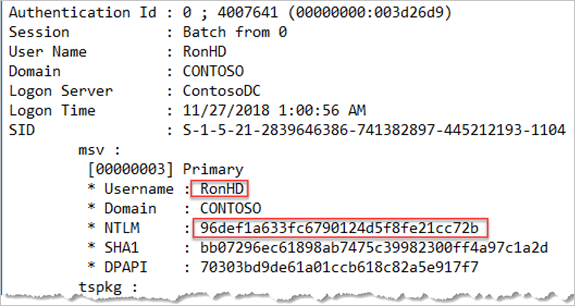 Authentication Id : 0 ; 4007641 (00000000:003d26d9)
Session           : Batch from 0
User Name         : RonHD
Domain            : CONTOSO
Logon Server      : ContosoDC
Logon Time        : 11/27/2018 1:00:56 AM
SID               : S-1-5-21-2839646386-741382897-445212193-1104
msv :
[00000003] Primary
* Username : RonHD
* Domain   : CONTOSO
* NTLM     : 96def1a633fc6790124d5f8fe21cc72b
* SHA1     : bb07296ec61898ab7475c39982300ff4a97c1a2d
* DPAPI    : 70303bd9de61a01ccb618c82a5e917f7
tspkg :